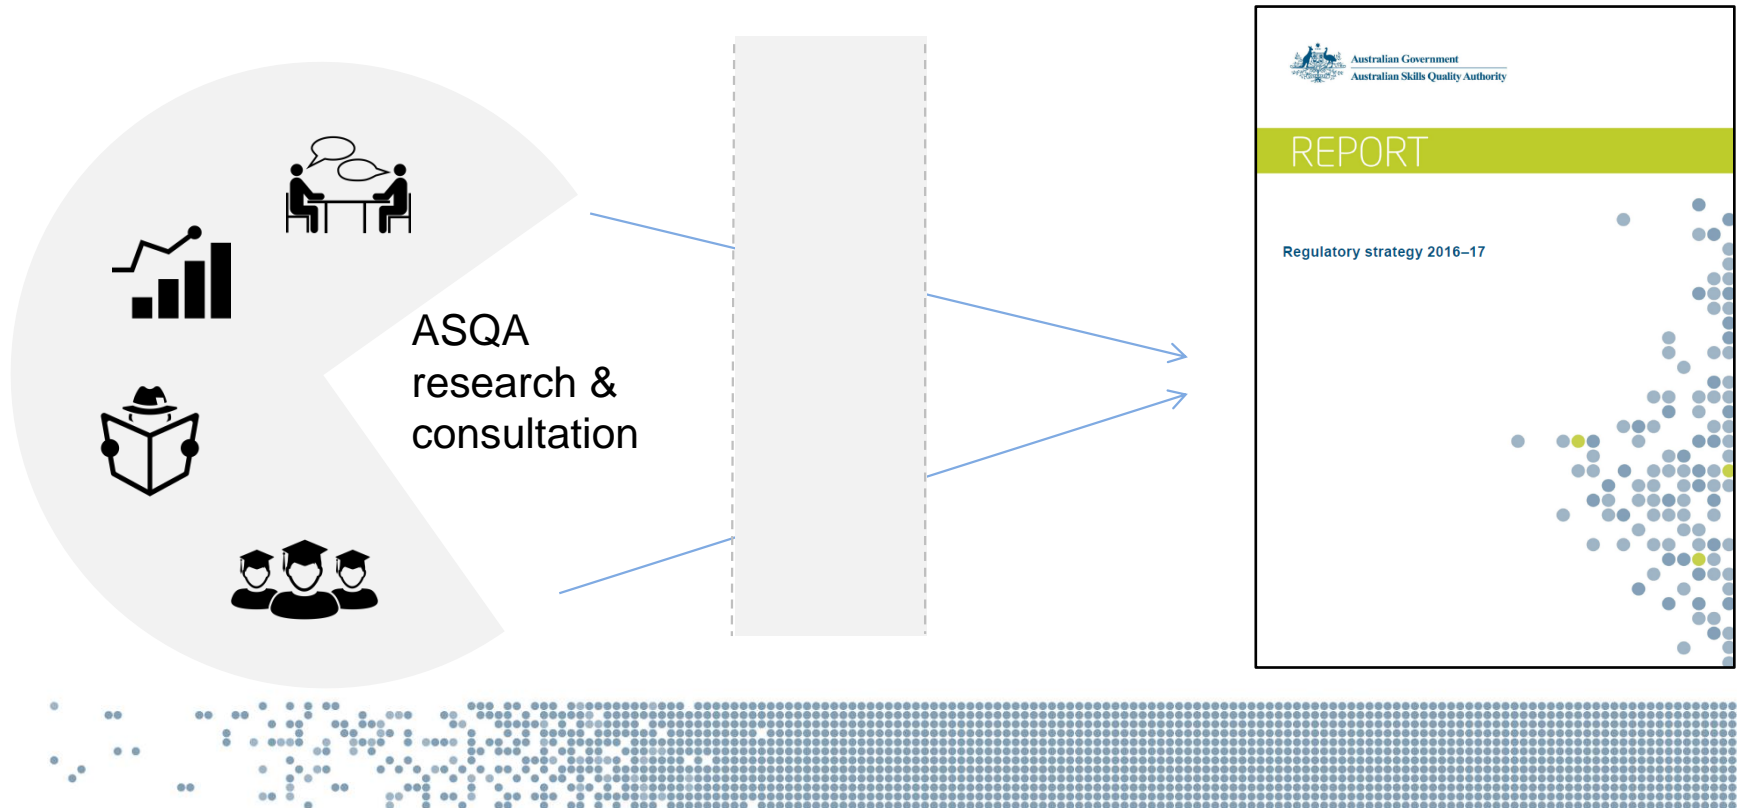 ASQA
research &
consultation
Australian Government
Australian Skills Quality Authority
REPORT
Regulatory strategy 2016–17